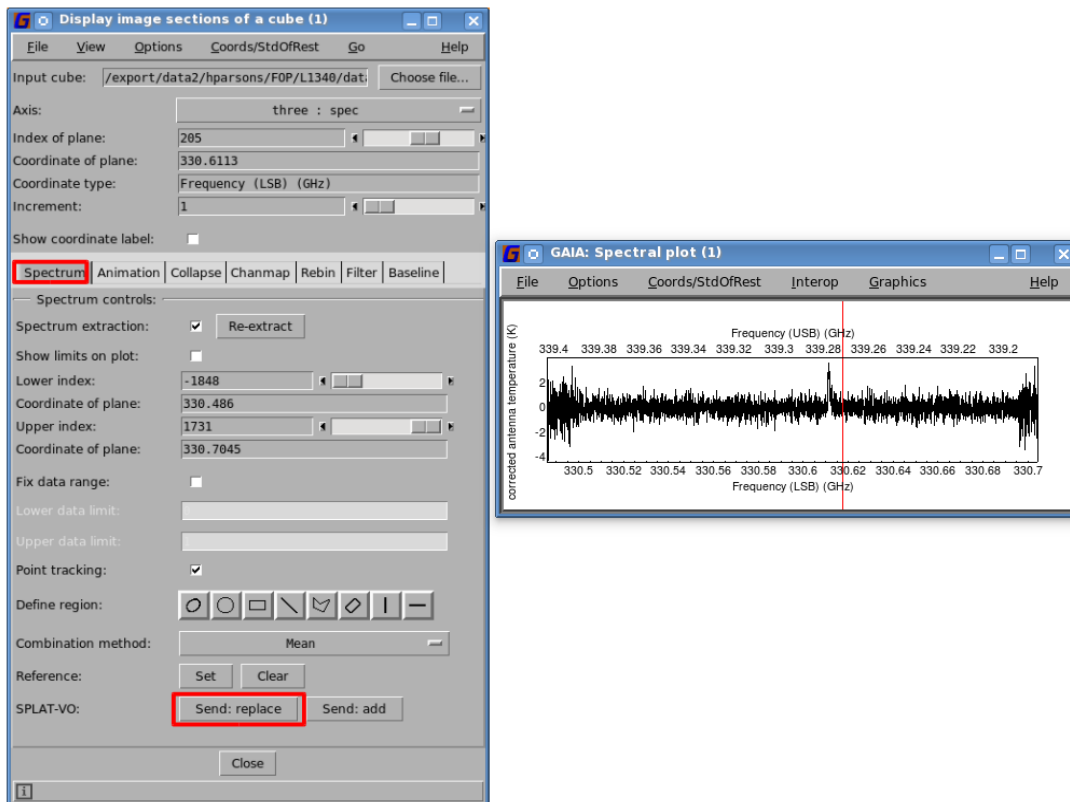 Display image sections of a cube (1)
File View Options Coords/StdOfRest Go Help
Input cube: /export/data2/hparsons/FOP/L1340/dat Choose file...
Axis: three : spec
Index of plane: 205
Coordinate of plane: 330.6113
Coordinate type: Frequency (LSB) (GHz)
Increment: 1
Show coordinate label:
Spectrum Animation Collapse Chanmap Rebin Filter Baseline
Spectrum controls:
Spectrum extraction: Re-extract
Show limits on plot:
Lower index: -1848
Coordinate of plane: 330.486
Upper index: 1731
Coordinate of plane: 330.7045
Fix data range:
Lower data limit:
Upper data limit:
Point tracking:
Define region:
Combination method: Mean
Reference: Set Clear
SPLAT-VO: Send: replace Send: add
Close
GAIA: Spectral plot (1)
File Options Coords/StdOfRest Interop Graphics Help
Frequency (USB) (GHz)
339.4 339.38 339.36 339.34 339.32 339.3 339.28 339.26 339.24 339.22 339.2
corrected antenna temperature (K)
2
0
-2
-4
330.5 330.52 330.54 330.56 330.58 330.6 330.62 330.64 330.66 330.68 330.7
Frequency (LSB) (GHz)